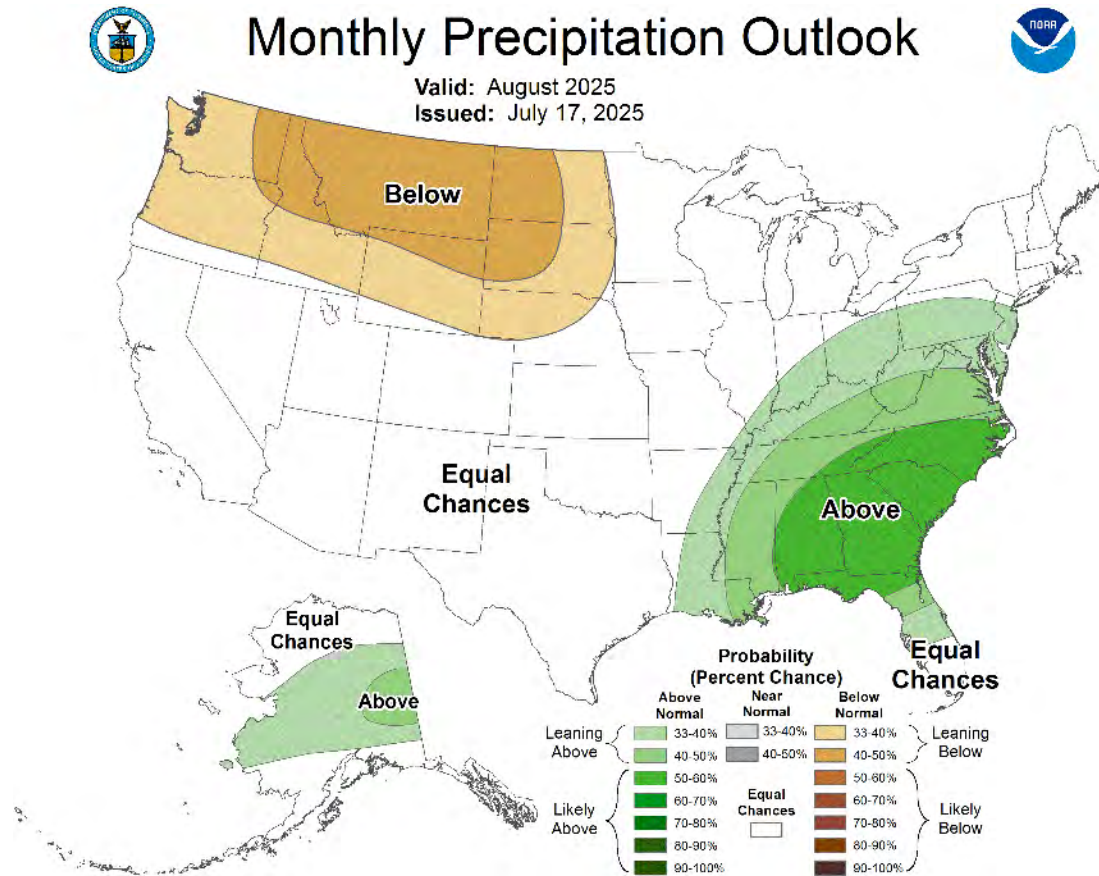 Monthly Precipitation Outlook
NOAA
Valid: August 2025
Issued: July 17, 2025
Below
Equal
Chances
Above
Equal
Chances
Above
Equal
Chances
Probability
(Percent Chance)
Above
Normal
Near
Normal
Below
Normal
Leaning
Above
33-40%
33-40%
33-40%
Leaning
Below
40-50%
40-50%
40-50%
Likely
Above
50-60%
60-70%
70-80%
80-90%
90-100%
Equal
Chances
50-60%
60-70%
70-80%
80-90%
90-100%
Likely
Below